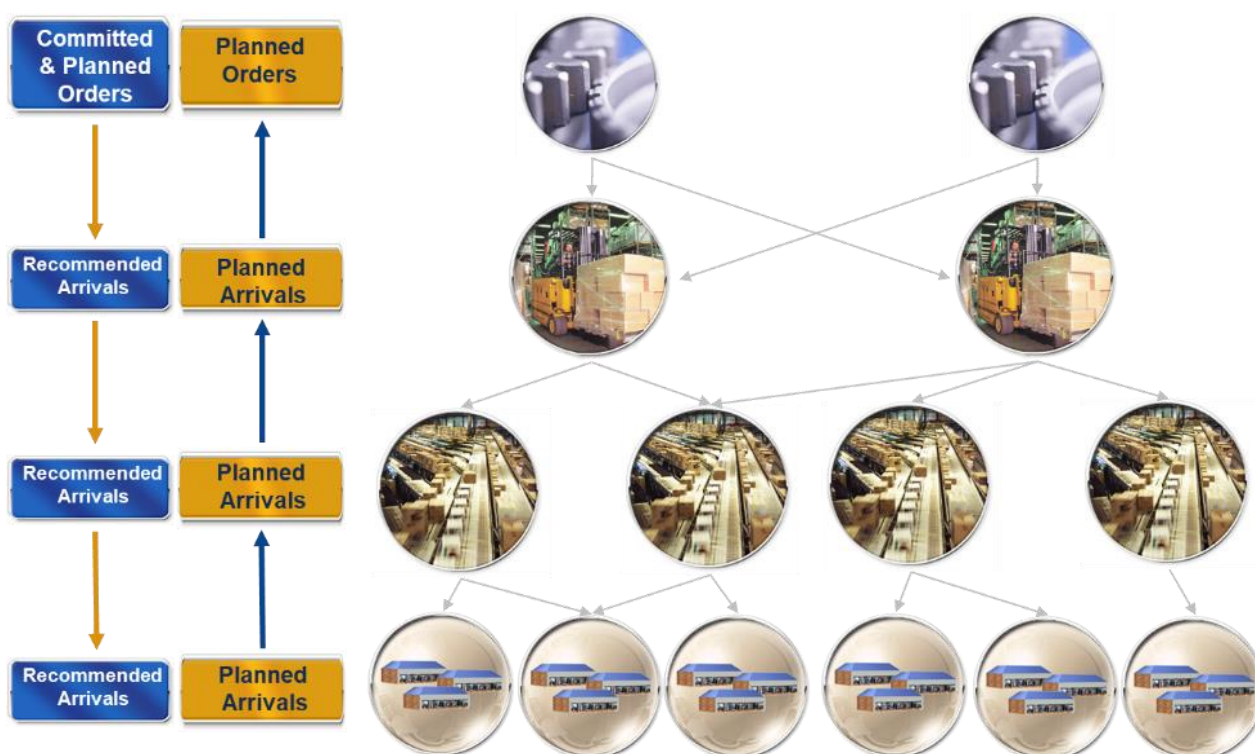 Committed
& Planned
Orders
Planned
Orders
Recommended
Arrivals
Planned
Arrivals
Recommended
Arrivals
Planned
Arrivals
Recommended
Arrivals
Planned
Arrivals